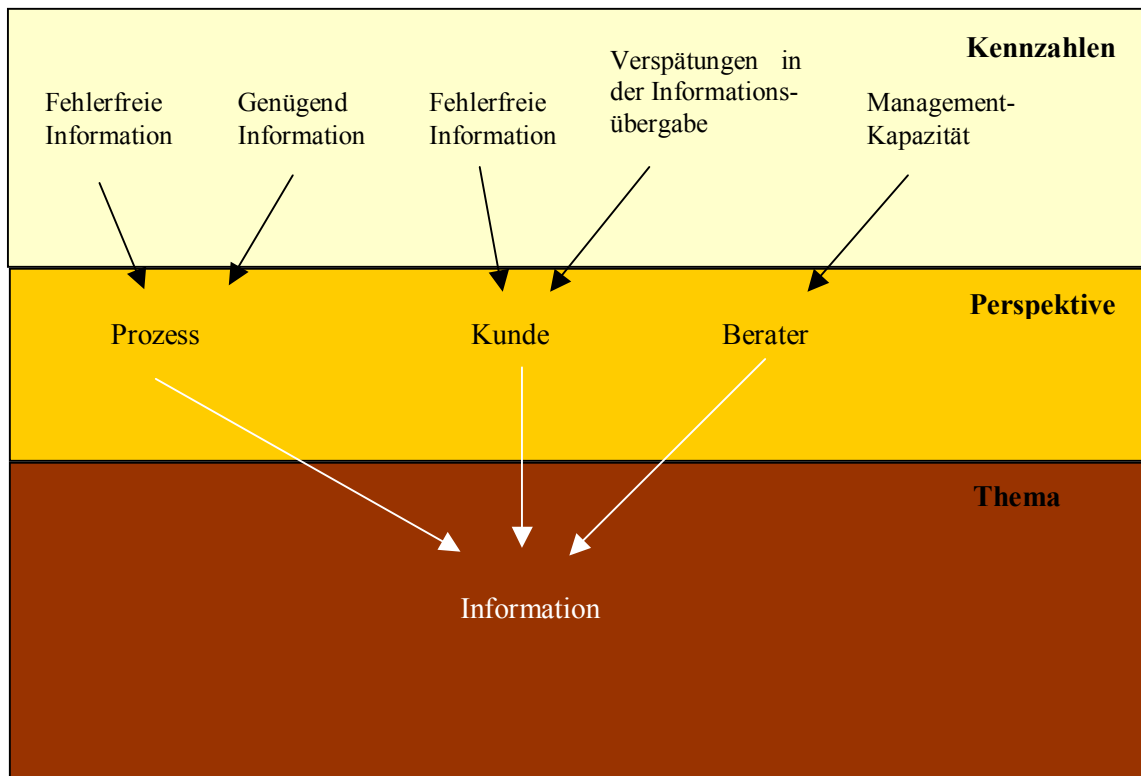 Kennzahlen
Fehlerfreie
Information
Genügend
Information
Fehlerfreie
Information
Verspätungen in
der Informations-
übergabe
Management-
Kapazität
Perspektive
Prozess
Kunde
Berater
Thema
Information